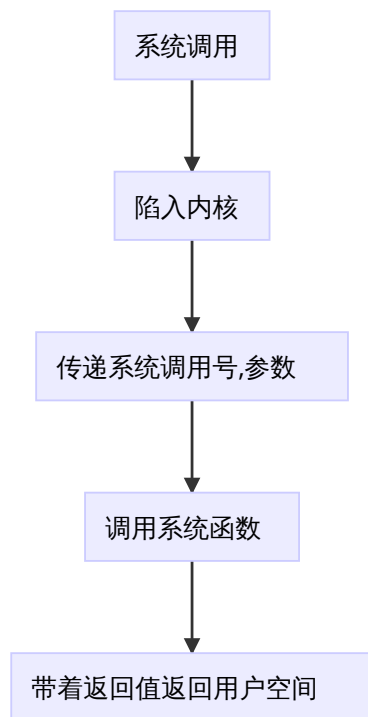 系统调用
陷入内核
传递系统调用号,参数
调用系统函数
带着返回值返回用户空间